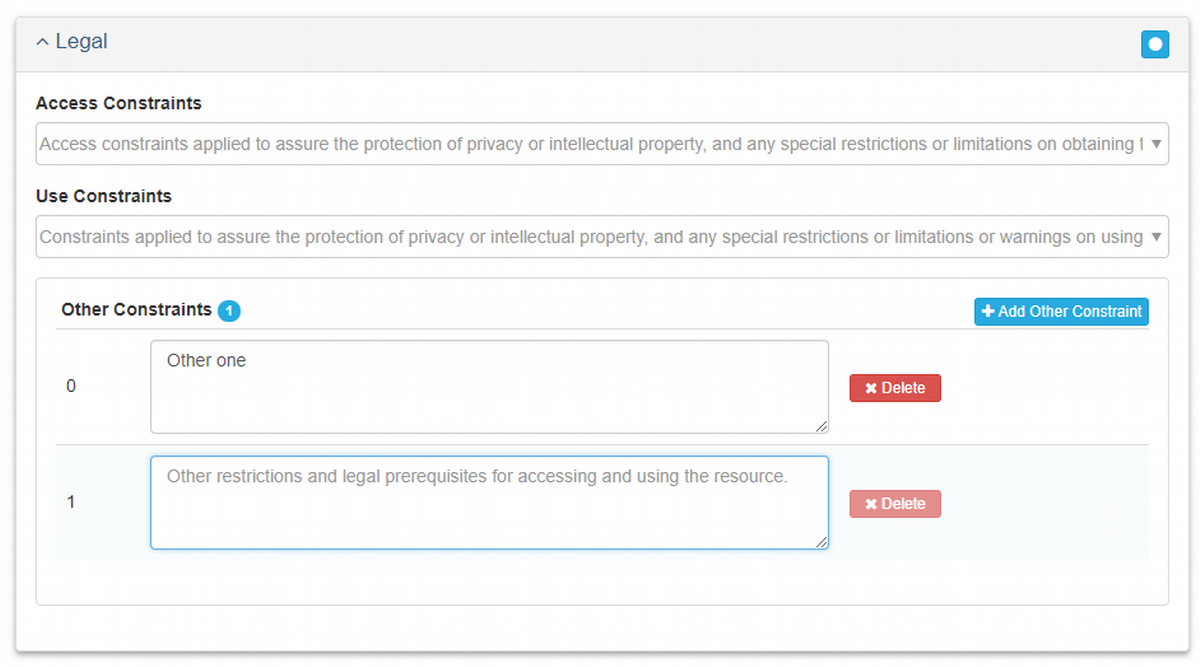 Legal
Access Constraints
Access constraints applied to assure the protection of privacy or intellectual property, and any special restrictions or limitations on obtaining
Use Constraints
Constraints applied to assure the protection of privacy or intellectual property, and any special restrictions or limitations or warnings on using
Other Constraints 1
Add Other Constraint
0
Other one
Delete
1
Other restrictions and legal prerequisites for accessing and using the resource.
Delete